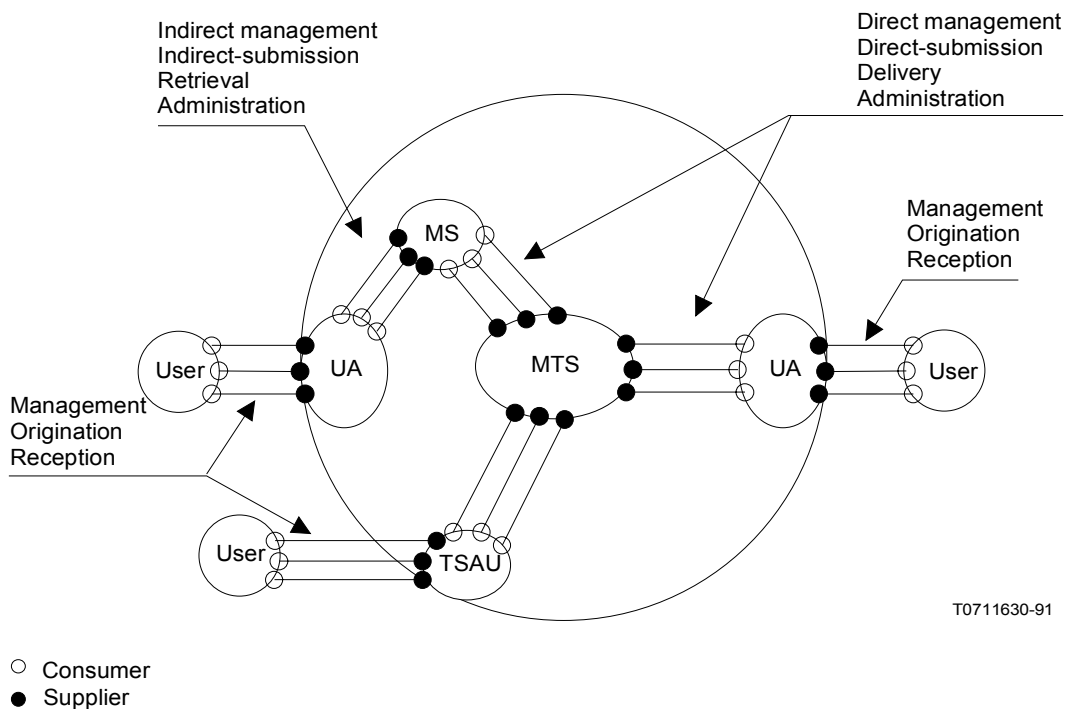 Indirect management
Indirect-submission
Retrieval
Administration
Direct management
Direct-submission
Delivery
Administration
Management
Origination
Reception
MS
User
UA
MTS
UA
User
Management
Origination
Reception
User
TSAU
T0711630-91
Consumer
Supplier